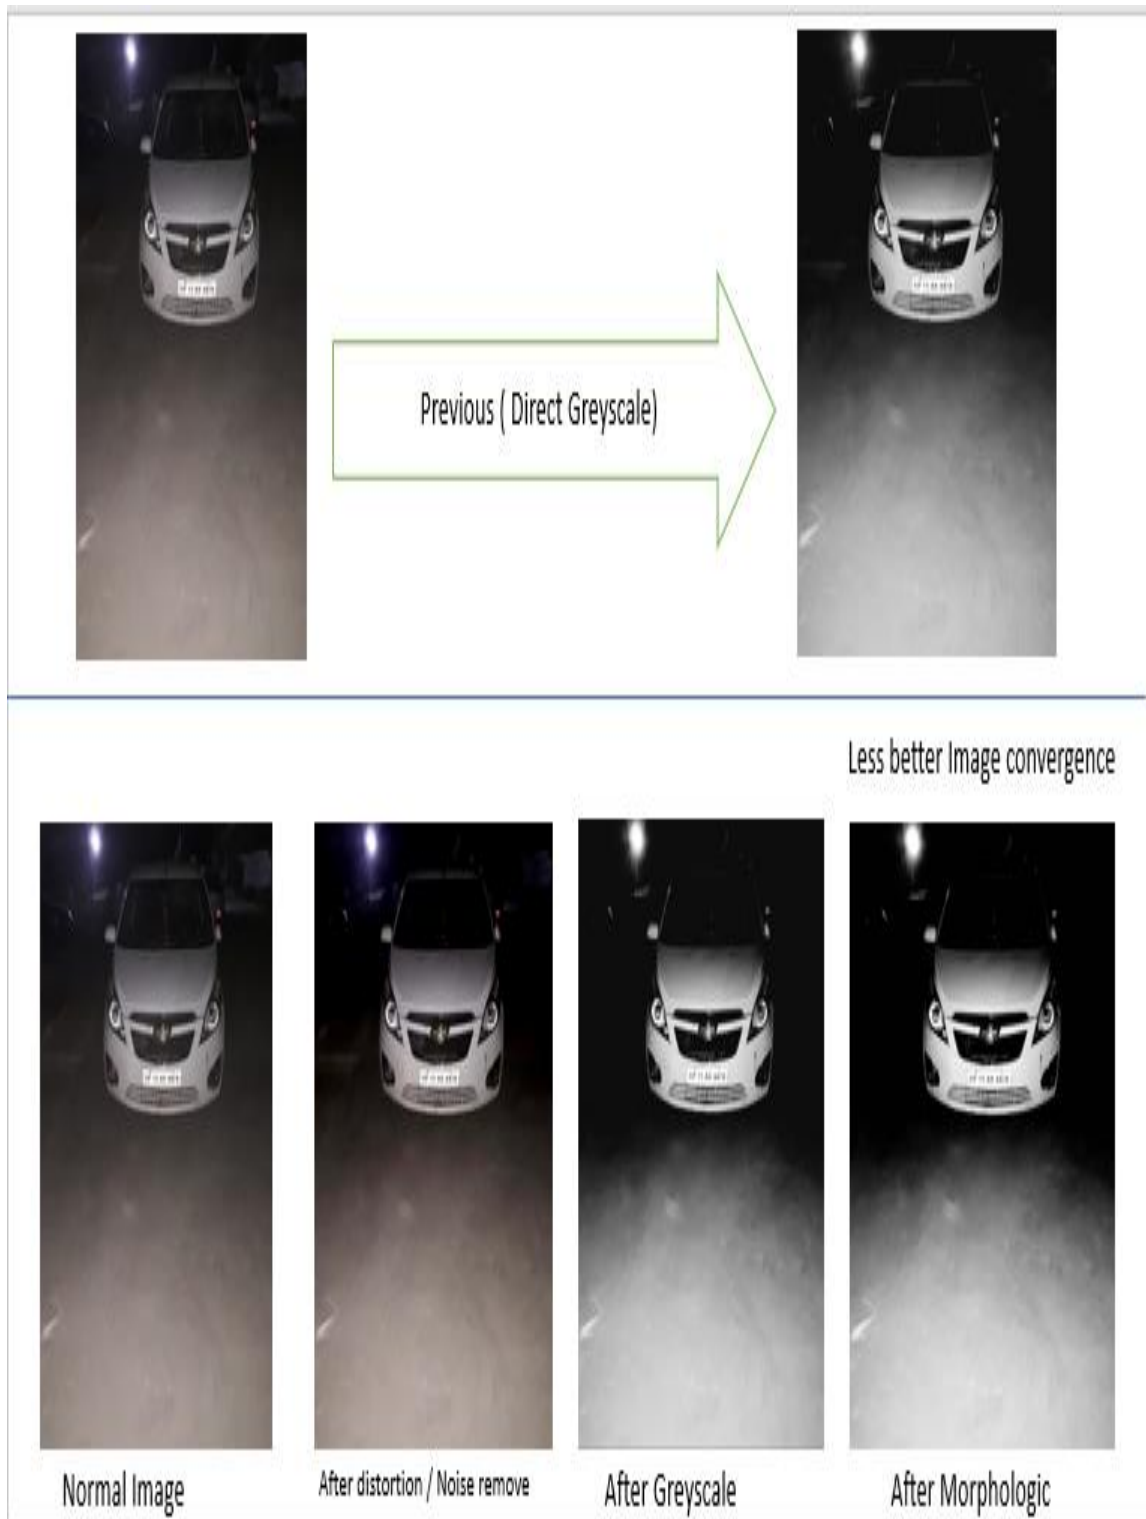 Previous ( Direct Greyscale)
Less better Image convergence
Normal Image
After distortion / Noise remove
After Greyscale
After Morphologic